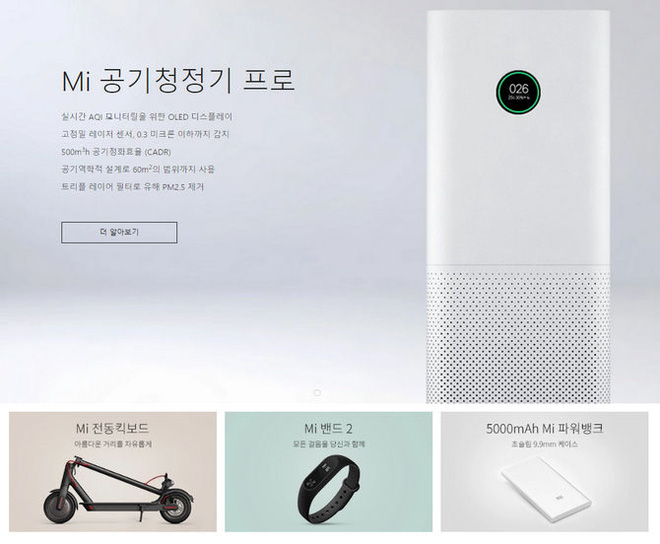 Mi 공기청정기 프로
실시간 AQI 모니터링을 위한 OLED 디스플레이
고정밀 레이저 센서, 0.3 미크론 이하까지 감지
500m³h 공기정화효율 (CADR)
공기역학적 설계로 60m²의 범위까지 사용
트리플 레이어 필터로 유해 PM2.5 제거
더 알아보기
026
Mi 전동킥보드
아름다운 거리를 자유롭게
Mi 밴드 2
모든 걸음을 당신과 함께
5000mAh Mi 파워뱅크
초슬림 9.9mm 케이스
mi